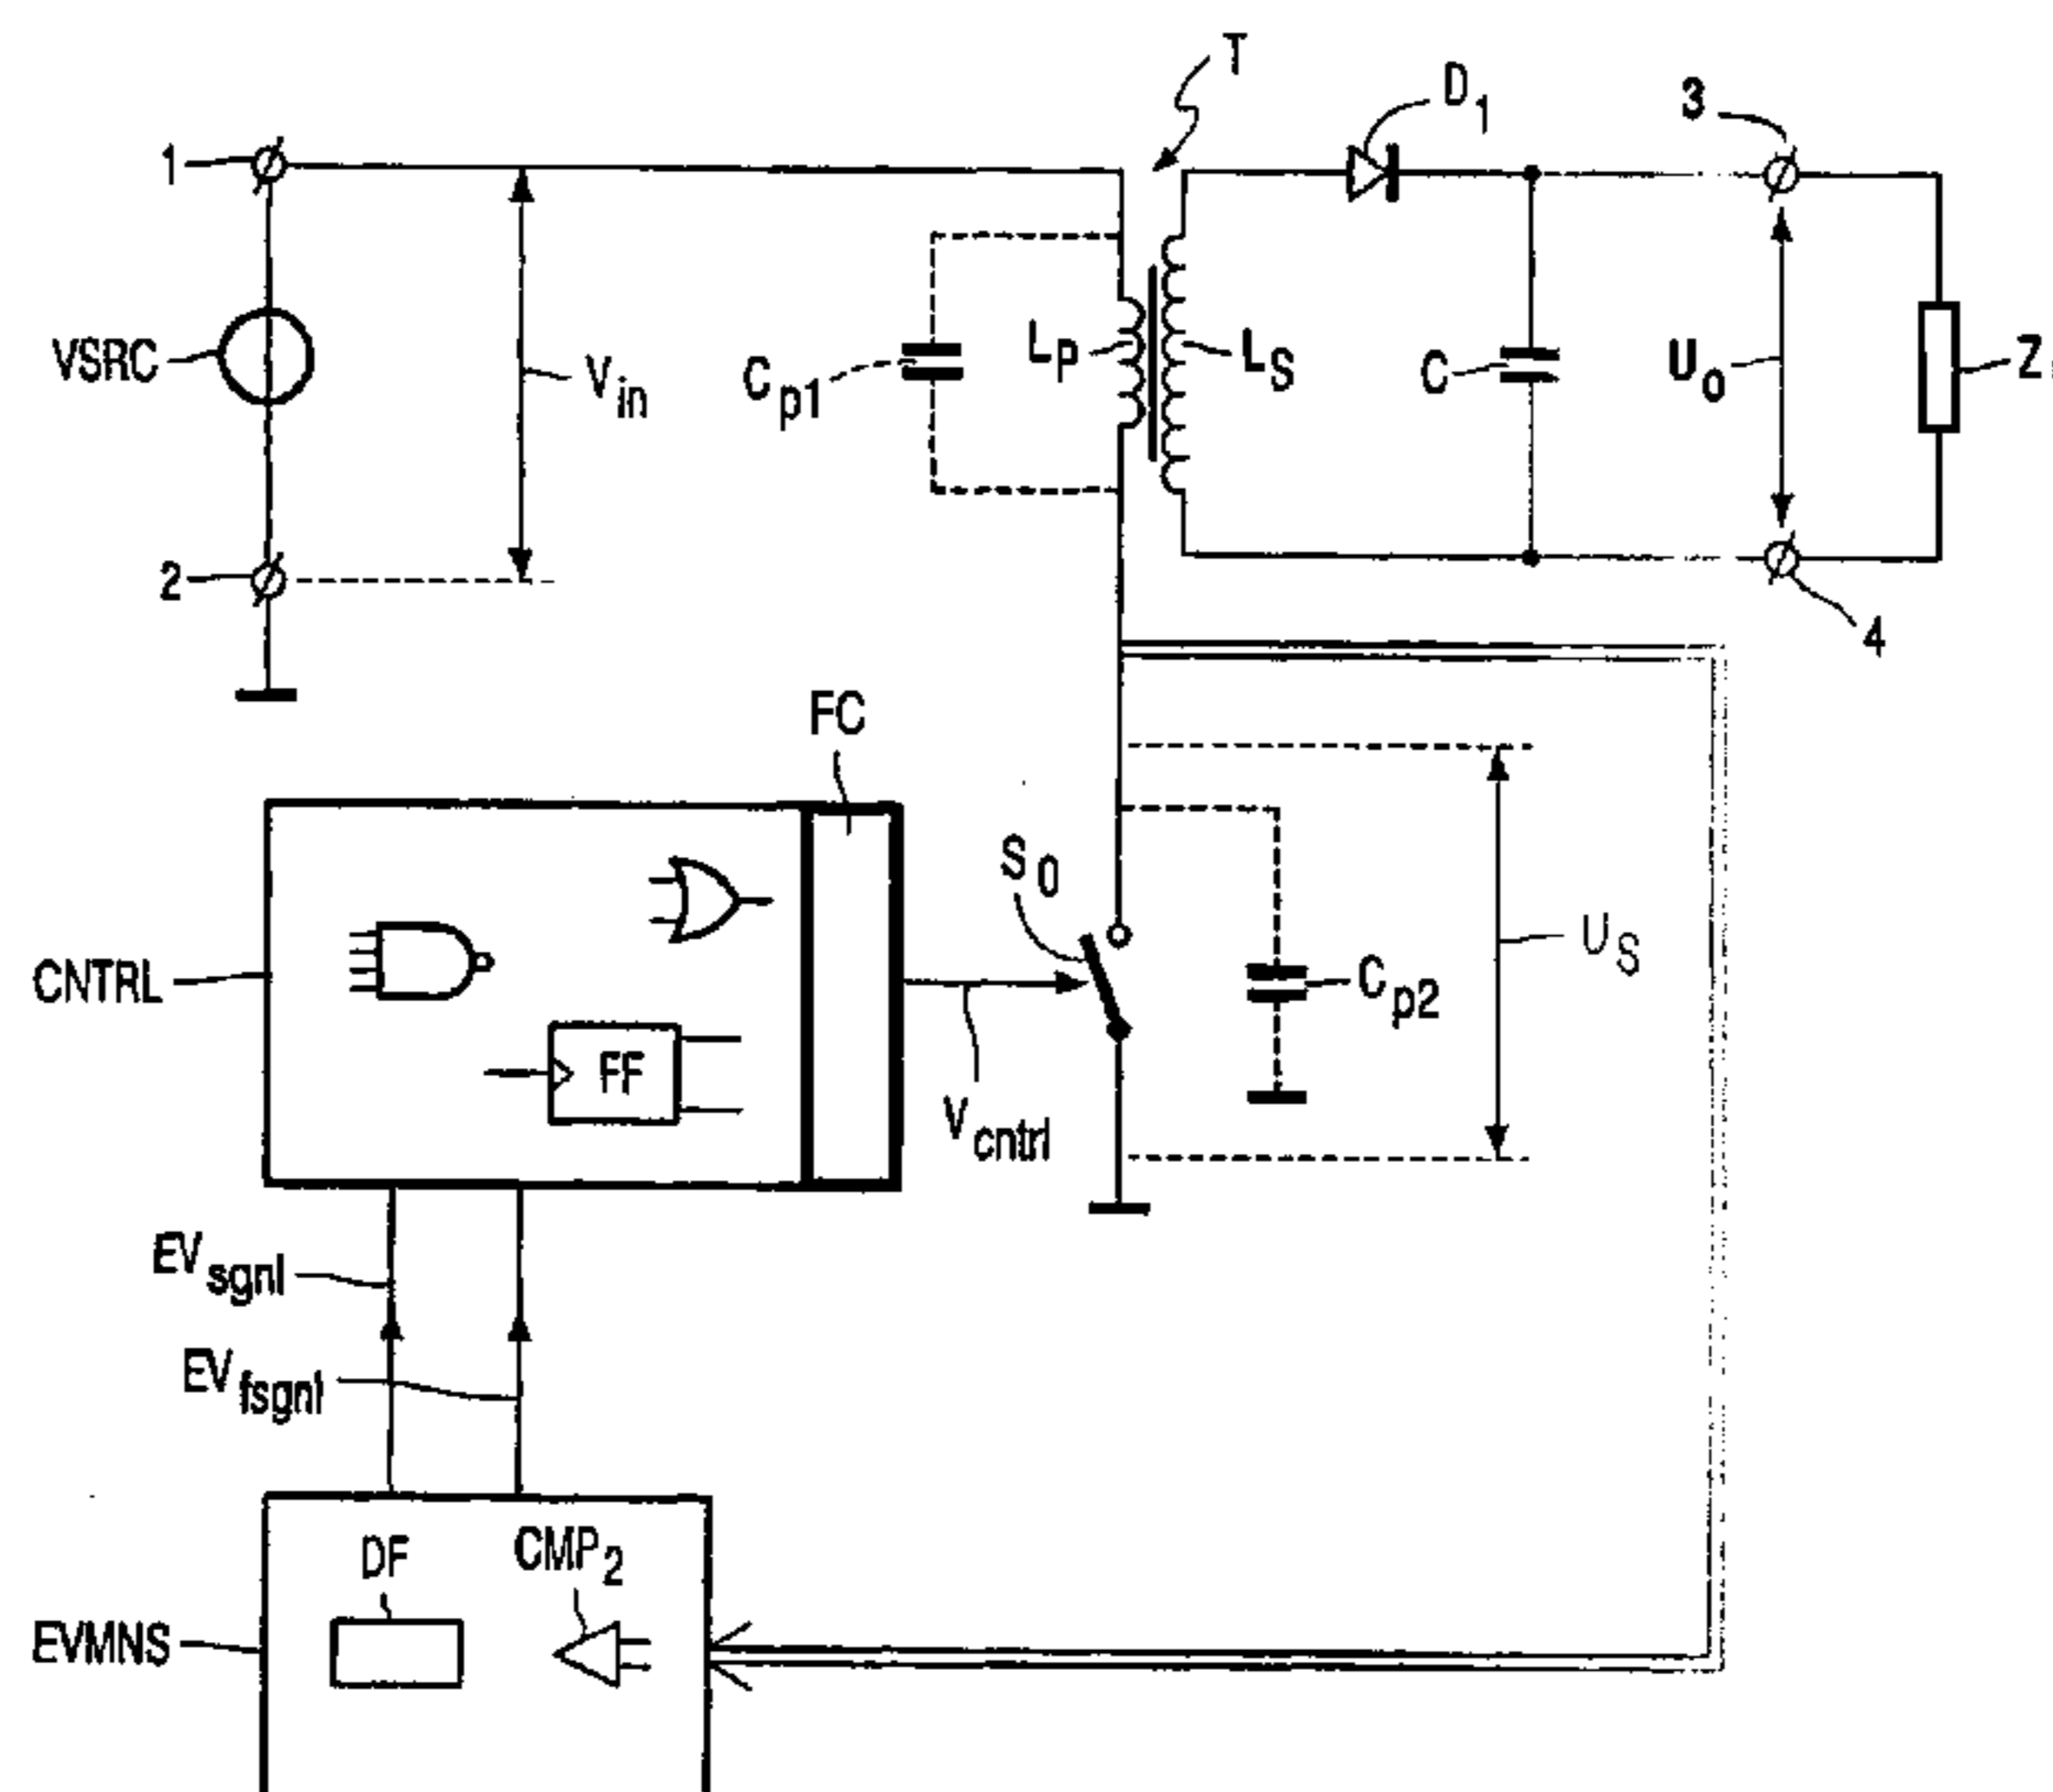 T
D1
3
1
VSRC
Vin
Cp1
LP
LS
C
Uo
Z
2
4
FC
S0
US
CNTRL
Cp2
FF
Vcntrl
EVsgnl
EVfsgnl
DF
CMP2
EVMNS